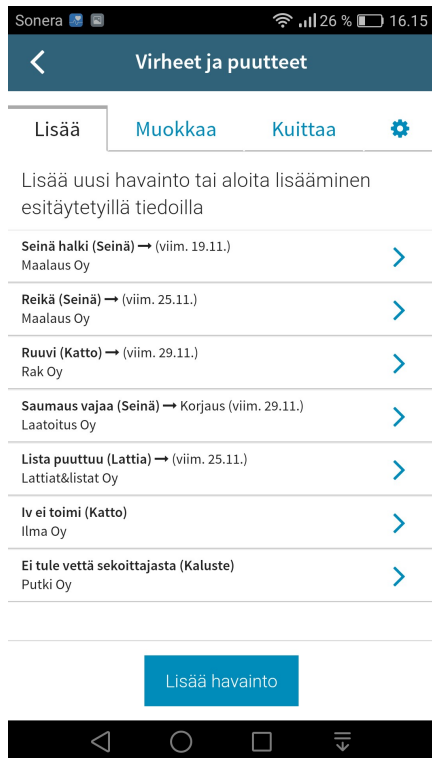 Sonera 26 % 16.15
Virheet ja puutteet
Lisää Muokkaa Kuittaa
Lisää uusi havainto tai aloita lisääminen
esitäytetyillä tiedoilla
Seinä halki (Seinä) → (viim. 19.11.)
Maalaus Oy
Reikä (Seinä) → (viim. 25.11.)
Maalaus Oy
Ruuvi (Katto) → (viim. 29.11.)
Rak Oy
Saumaus vajaa (Seinä) → Korjaus (viim. 29.11.)
Laatoitus Oy
Lista puuttuu (Lattia) → (viim. 25.11.)
Lattiat&listat Oy
Iv ei toimi (Katto)
Ilma Oy
Ei tule vettä sekoittajasta (Kaluste)
Putki Oy
Lisää havainto